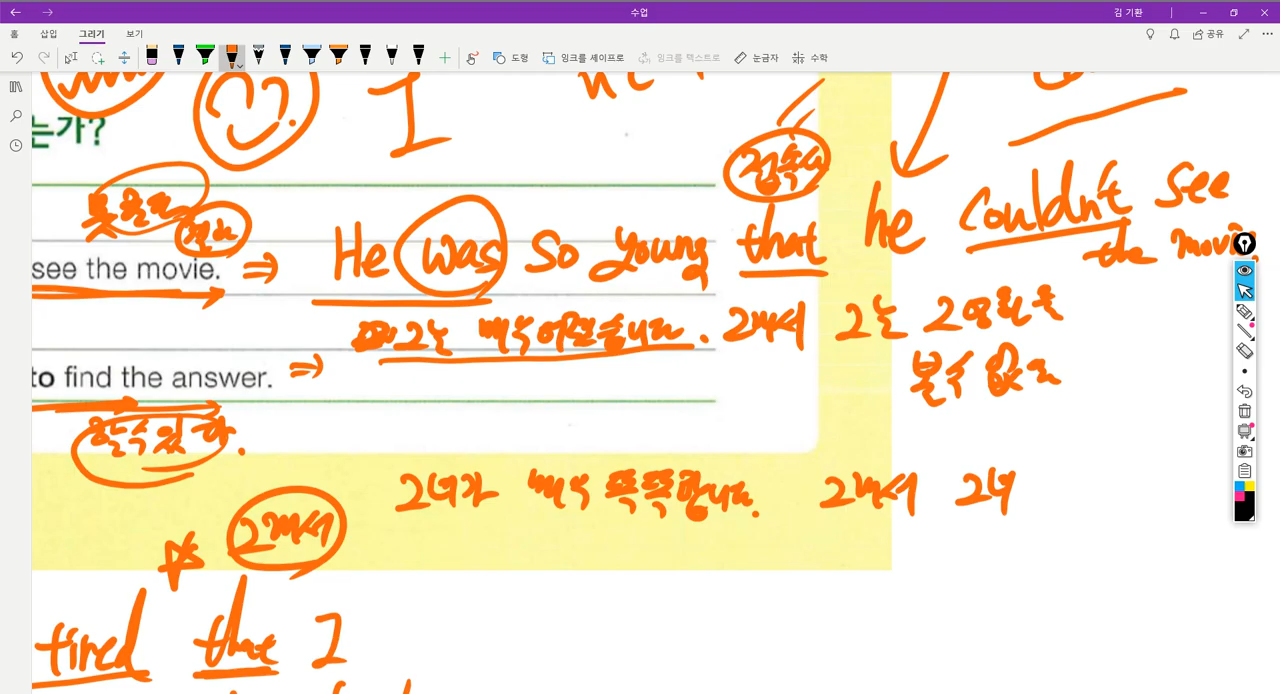 수업
김 기환
홈 삽입 그리기 보기
도형 잉크를 셰이프로 잉크를 텍스트로 눈금자 수학 공유
는가?
I
접속사
he couldn't see
the movie.
see the movie. ⇒ He was so young that
그는 매우 어렸습니다. 그래서 그는 그 영화를
볼 수 없
to find the answer. ⇒
할 수 있다.
그녀가 매우 똑똑합니다. 그래서 그녀
그래서
tired that I